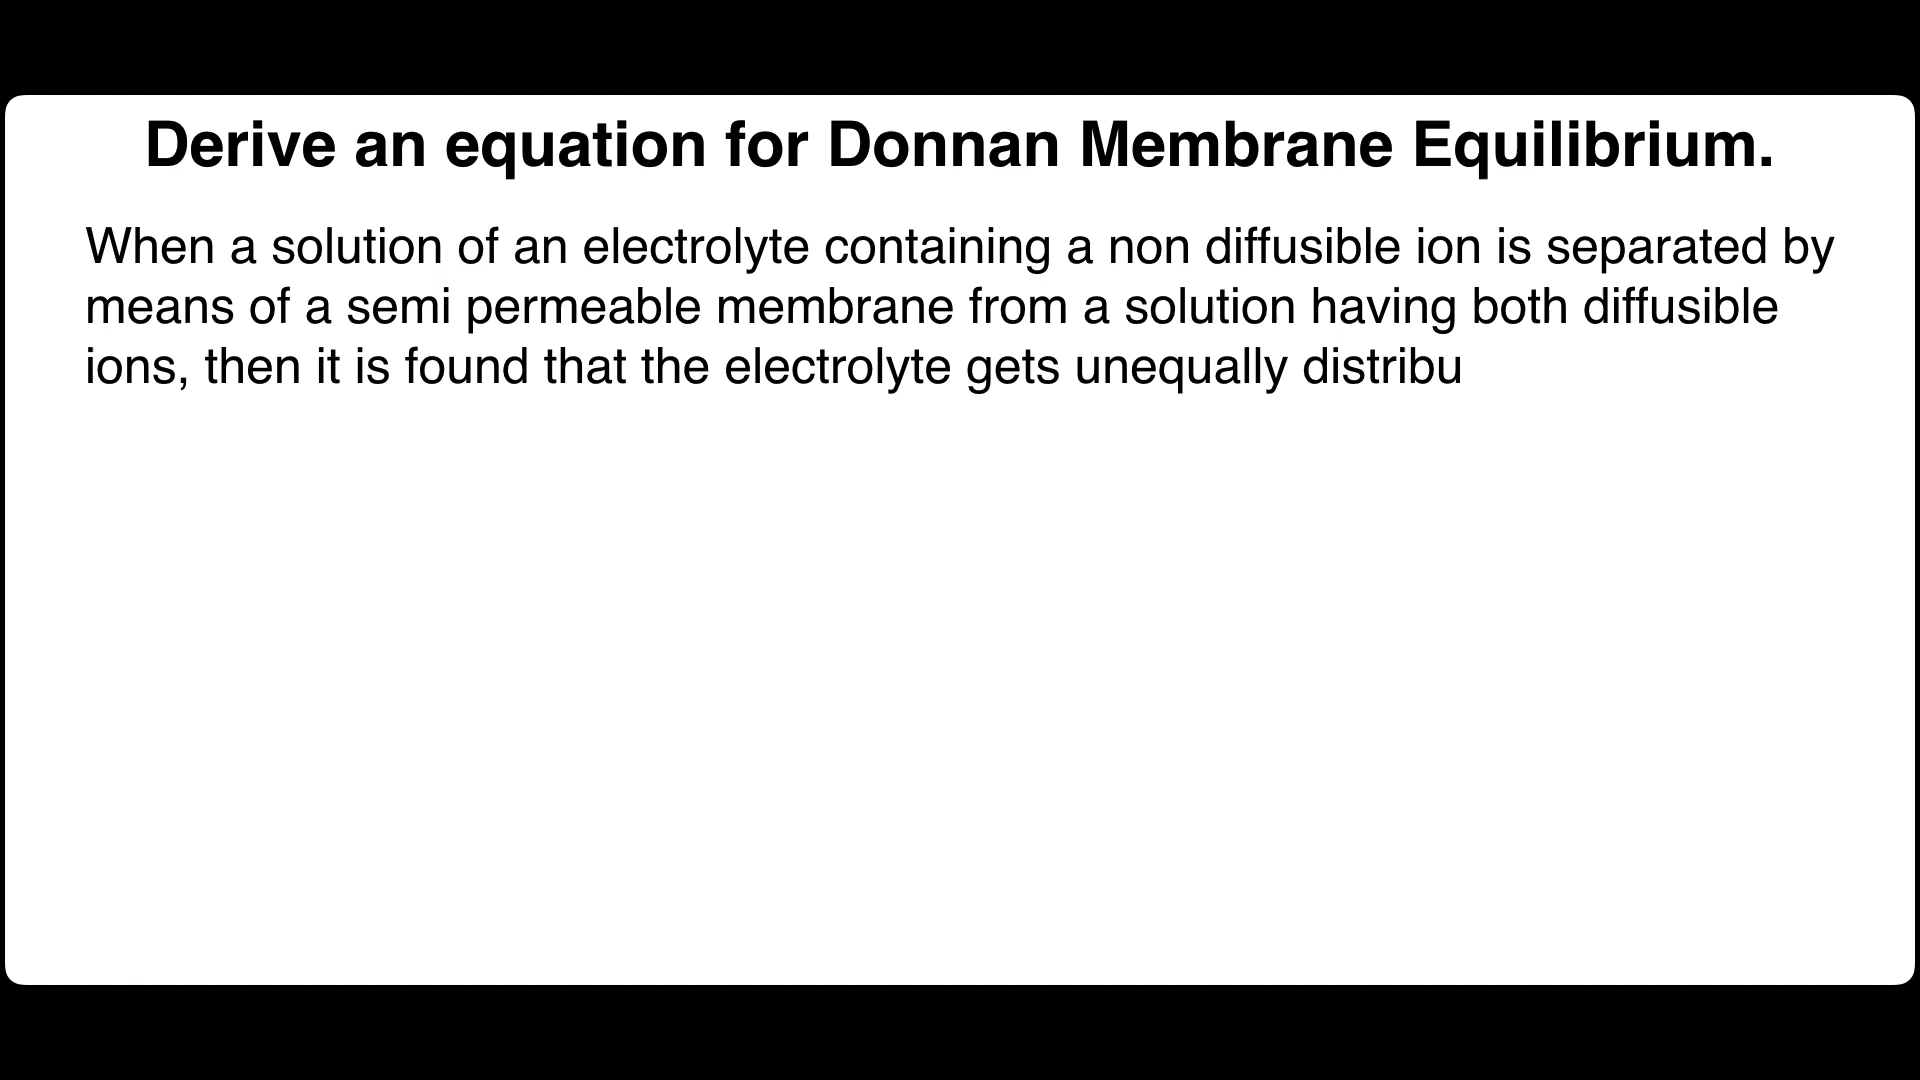 Derive an equation for Donnan Membrane Equilibrium.
When a solution of an electrolyte containing a non diffusible ion is separated by
means of a semi permeable membrane from a solution having both diffusible
ions, then it is found that the electrolyte gets unequally distribu